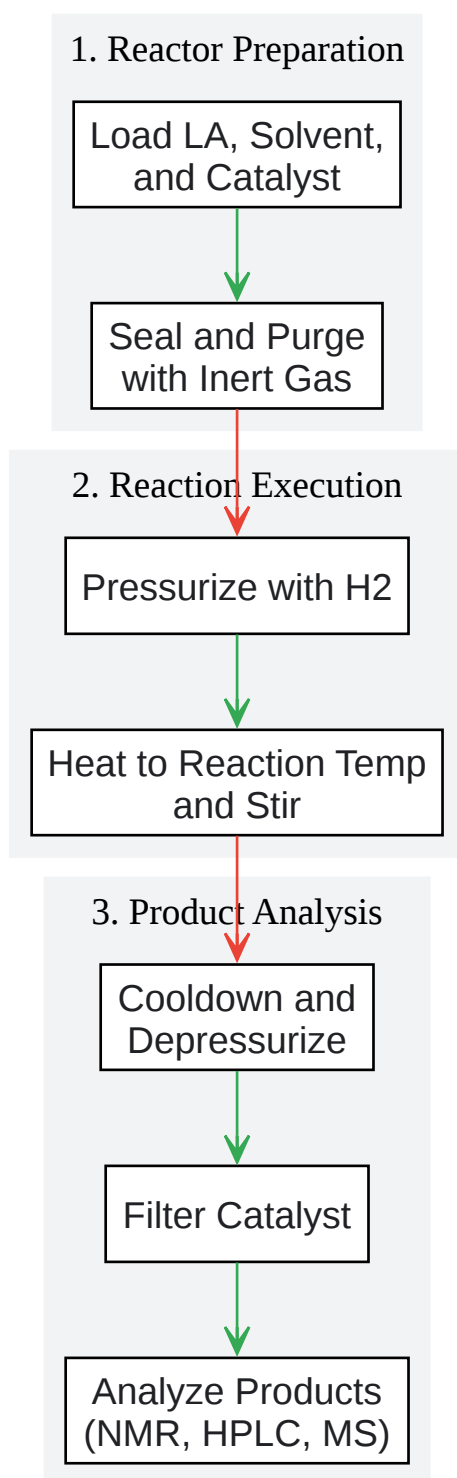 1. Reactor Preparation
Load LA, Solvent,
and Catalyst
Seal and Purge
with Inert Gas
2. Reaction Execution
Pressurize with H2
Heat to Reaction Temp
and Stir
3. Product Analysis
Cooldown and
Depressurize
Filter Catalyst
Analyze Products
(NMR, HPLC, MS)